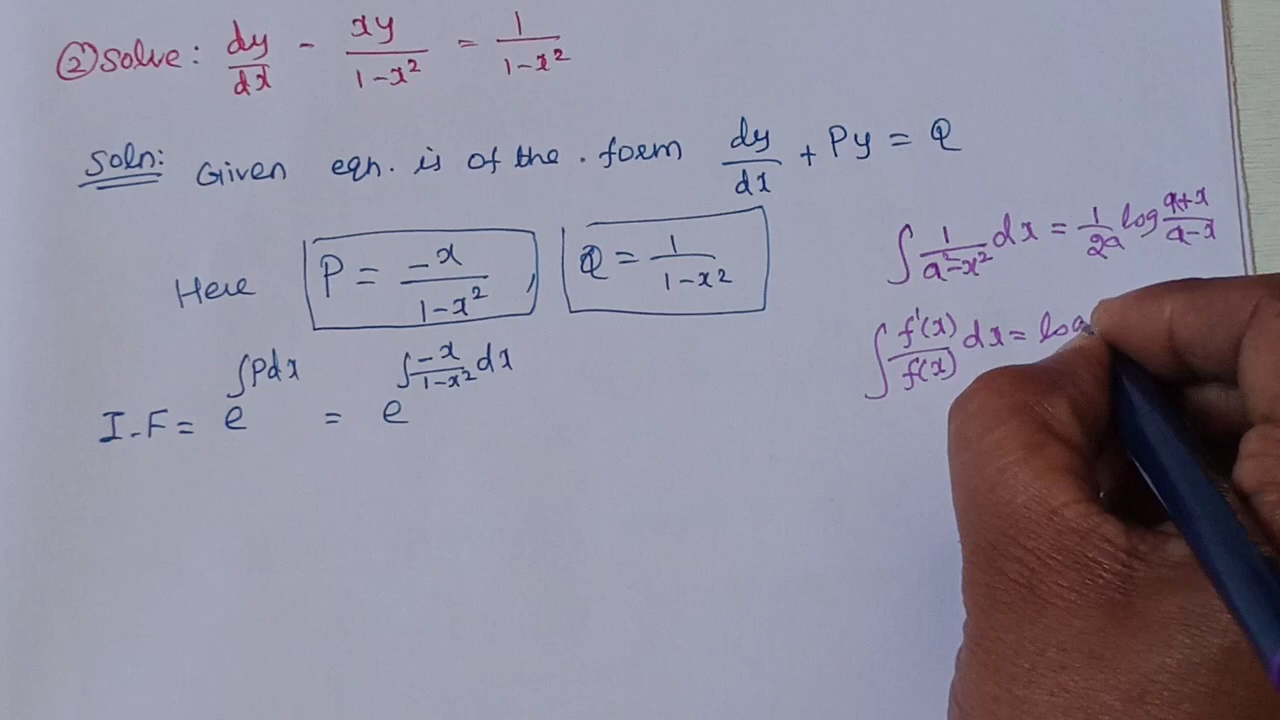 ② Solve: dy/dx - xy/1-x² = 1/1-x²
Soln: Given eqn. is of the . form dy/dx + Py = Q
Here P = -x/1-x², Q = 1/1-x²
∫1/a²-x² dx = 1/2a log a+x/a-x
∫f'(x)/f(x) dx = log
I.F = e^∫Pdx = e^∫-x/1-x² dx